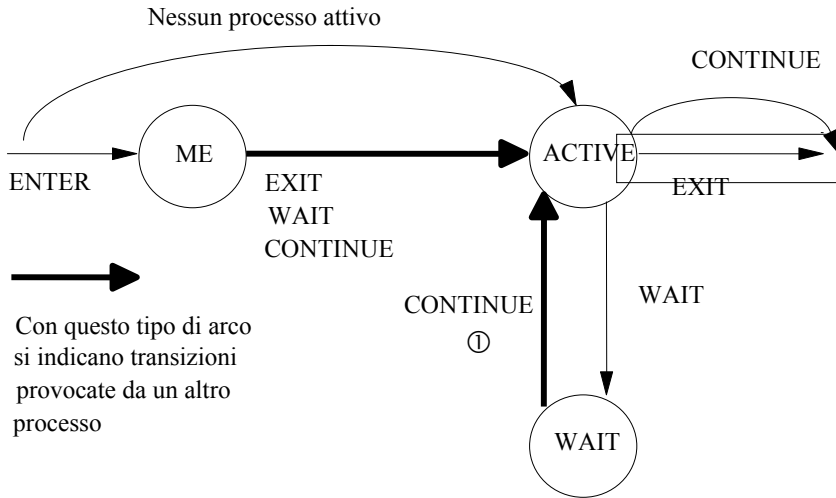 Nessun processo attivo
CONTINUE
ME
ACTIVE
ENTER
EXIT
WAIT
CONTINUE
EXIT
CONTINUE
①
WAIT
Con questo tipo di arco
si indicano transizioni
provocate da un altro
processo
WAIT